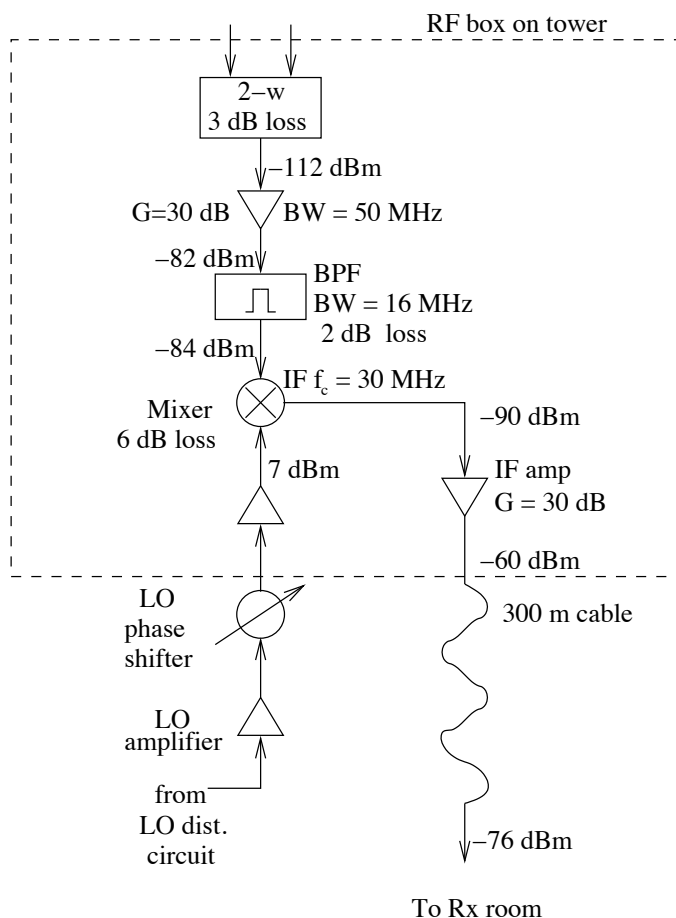 RF box on tower
2–w
3 dB loss
–112 dBm
G=30 dB
BW = 50 MHz
–82 dBm
BPF
BW = 16 MHz
2 dB loss
–84 dBm
IF fc = 30 MHz
Mixer
6 dB loss
–90 dBm
7 dBm
IF amp
G = 30 dB
–60 dBm
LO
phase
shifter
300 m cable
LO
amplifier
from
LO dist.
circuit
–76 dBm
To Rx room